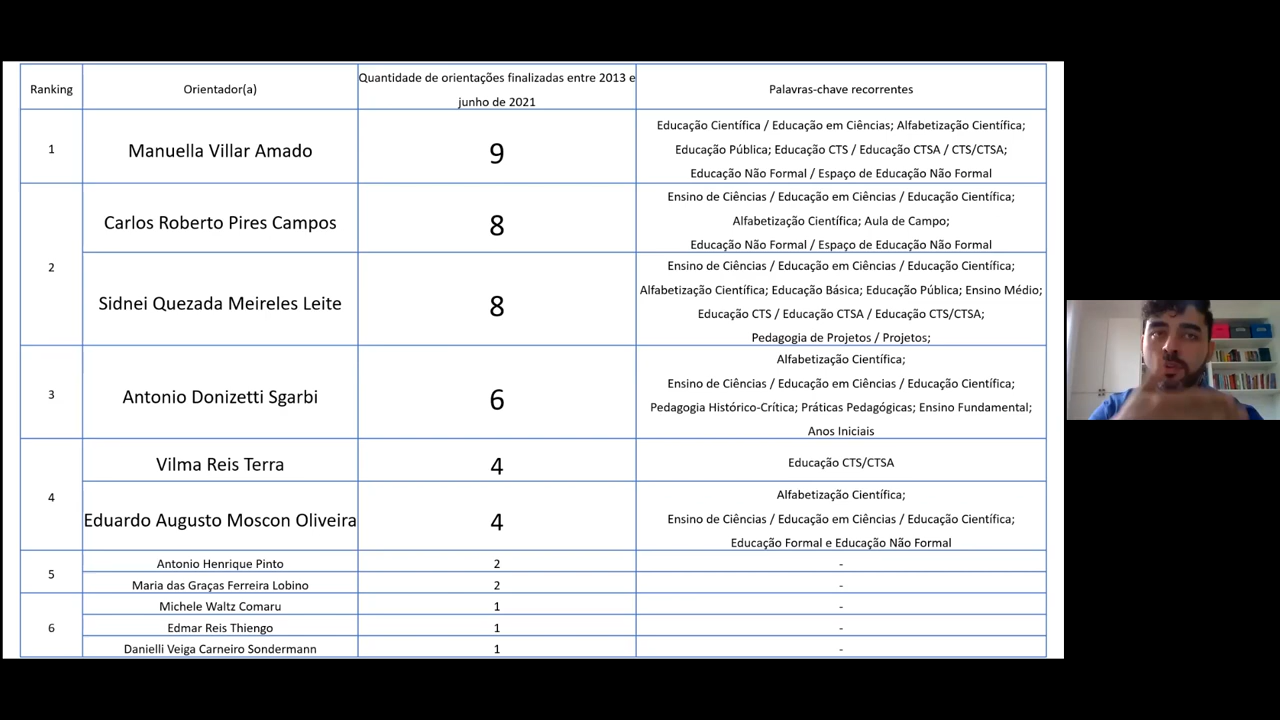 Ranking
Orientador(a)
Quantidade de orientações finalizadas entre 2013 e
junho de 2021
Palavras-chave recorrentes
1
Manuella Villar Amado
9
Educação Científica / Educação em Ciências; Alfabetização Científica;
Educação Pública; Educação CTS / Educação CTSA / CTS/CTSA;
Educação Não Formal / Espaço de Educação Não Formal
2
Carlos Roberto Pires Campos
8
Ensino de Ciências / Educação em Ciências / Educação Científica;
Alfabetização Científica; Aula de Campo;
Educação Não Formal / Espaço de Educação Não Formal
Sidnei Quezada Meireles Leite
8
Ensino de Ciências / Educação em Ciências / Educação Científica;
Alfabetização Científica; Educação Básica; Educação Pública; Ensino Médio;
Educação CTS / Educação CTSA / Educação CTS/CTSA;
Pedagogia de Projetos / Projetos;
3
Antonio Donizetti Sgarbi
6
Alfabetização Científica;
Ensino de Ciências / Educação em Ciências / Educação Científica;
Pedagogia Histórico-Crítica; Práticas Pedagógicas; Ensino Fundamental;
Anos Iniciais
4
Vilma Reis Terra
4
Educação CTS/CTSA
Eduardo Augusto Moscon Oliveira
4
Alfabetização Científica;
Ensino de Ciências / Educação em Ciências / Educação Científica;
Educação Formal e Educação Não Formal
5
Antonio Henrique Pinto
2
-
Maria das Graças Ferreira Lobino
2
-
6
Michele Waltz Comaru
1
-
Edmar Reis Thiengo
1
-
Danielli Veiga Carneiro Sondermann
1
-